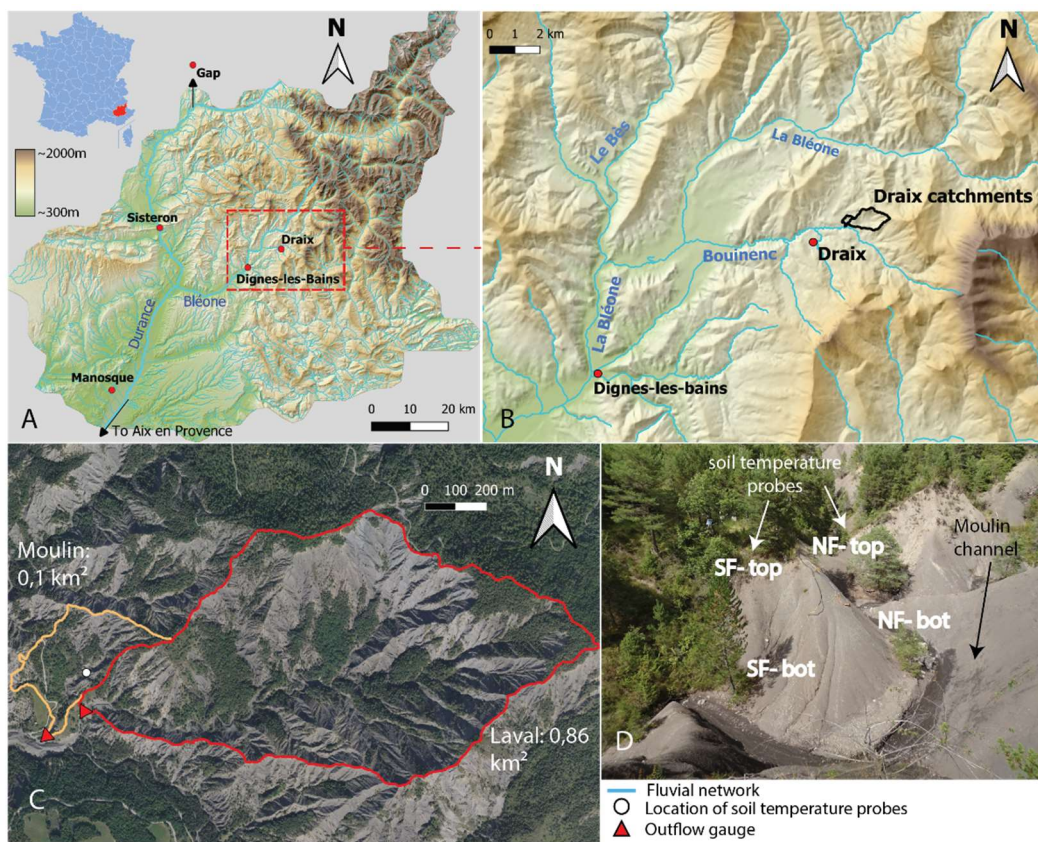 N
Gap
~2000m
~300m
Sisteron
Draix
Dignes-les-Bains
Bléone
Durance
Manosque
0 10 20 km
A
To Aix en Provence
0 1 2 km
N
Le Bès
La Bléone
Draix catchments
Bouinenc
Draix
La Bléone
Dignes-les-bains
B
N
0 100 200 m
Moulin:
0,1 km²
Laval: 0,86
km²
C
soil temperature
probes
Moulin
channel
NF- top
SF- top
NF- bot
SF- bot
D
Fluvial network
Location of soil temperature probes
Outflow gauge